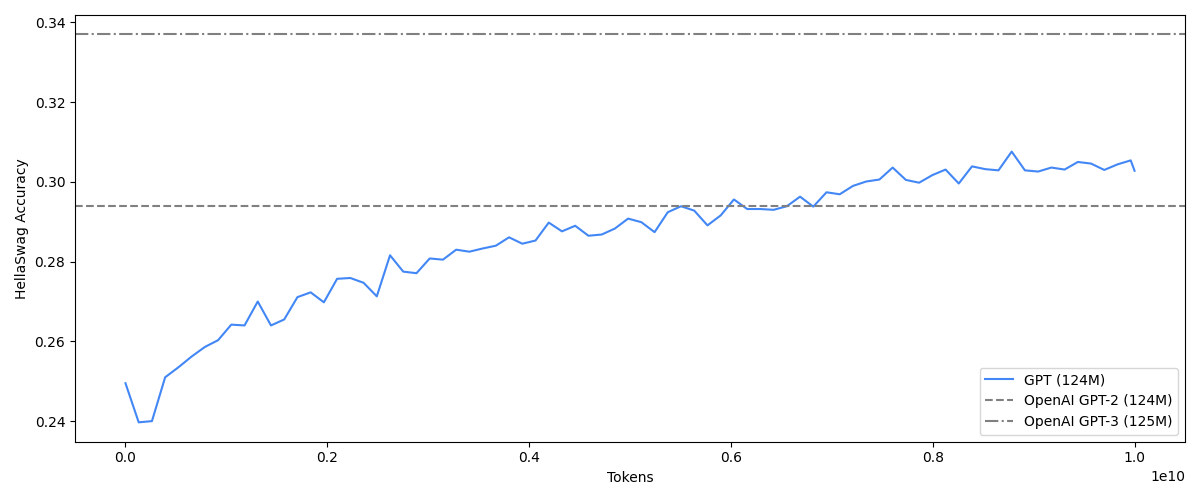 0.34
0.32
0.30
0.28
0.26
0.24
HellaSwag Accuracy
GPT (124M)
OpenAI GPT-2 (124M)
OpenAI GPT-3 (125M)
0.0 0.2 0.4 0.6 0.8 1.0
Tokens
1e10